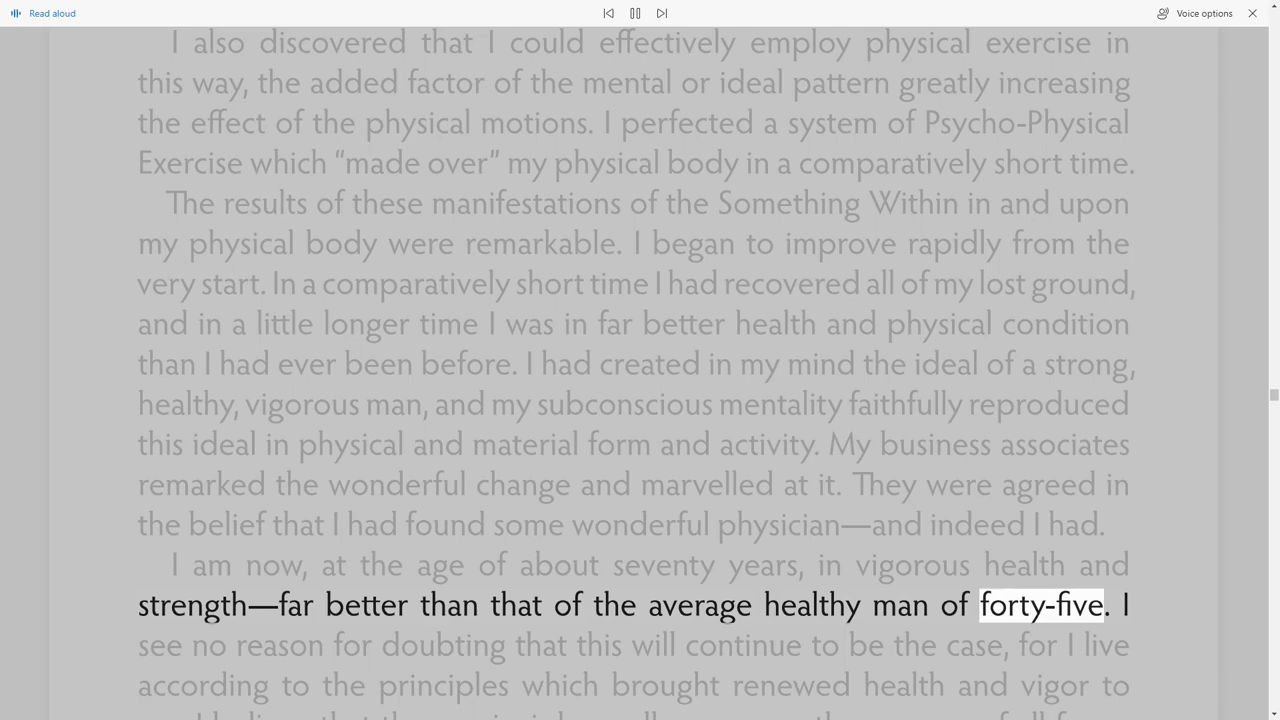 Read aloud
Voice options
I also discovered that I could effectively employ physical exercise in
this way, the added factor of the mental or ideal pattern greatly increasing
the effect of the physical motions. I perfected a system of Psycho-Physical
Exercise which “made over” my physical body in a comparatively short time.
The results of these manifestations of the Something Within in and upon
my physical body were remarkable. I began to improve rapidly from the
very start. In a comparatively short time I had recovered all of my lost ground,
and in a little longer time I was in far better health and physical condition
than I had ever been before. I had created in my mind the ideal of a strong,
healthy, vigorous man, and my subconscious mentality faithfully reproduced
this ideal in physical and material form and activity. My business associates
remarked the wonderful change and marvelled at it. They were agreed in
the belief that I had found some wonderful physician—and indeed I had.
I am now, at the age of about seventy years, in vigorous health and
strength—far better than that of the average healthy man of forty-five. I
see no reason for doubting that this will continue to be the case, for I live
according to the principles which brought renewed health and vigor to